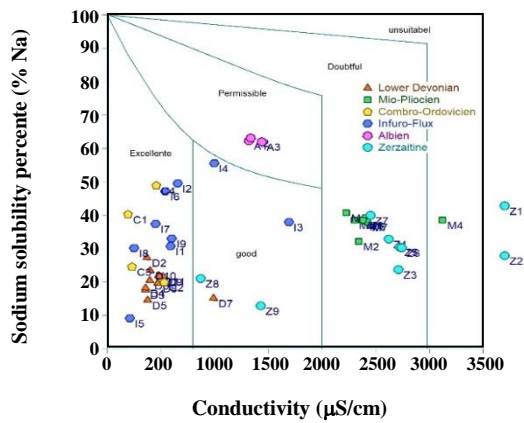 Sodium solubility percente (% Na)
100
90
80
70
60
50
40
30
20
10
0
unsuitabel
Doubtful
Permissible
Excellente
good
Lower Devonian
Mio-Pliocien
Combro-Ordovicien
Infuro-Flux
Albien
Zerzaitine
A3
I4
I2
I6
C1
I7
I3
I9
I8
I1
D2
C3
D5
I5
D7
Z8
Z9
M2
M4
Z7
Z3
Z1
Z2
0 200 1000 1500 2000 2500 3000 3500
Conductivity (µS/cm)